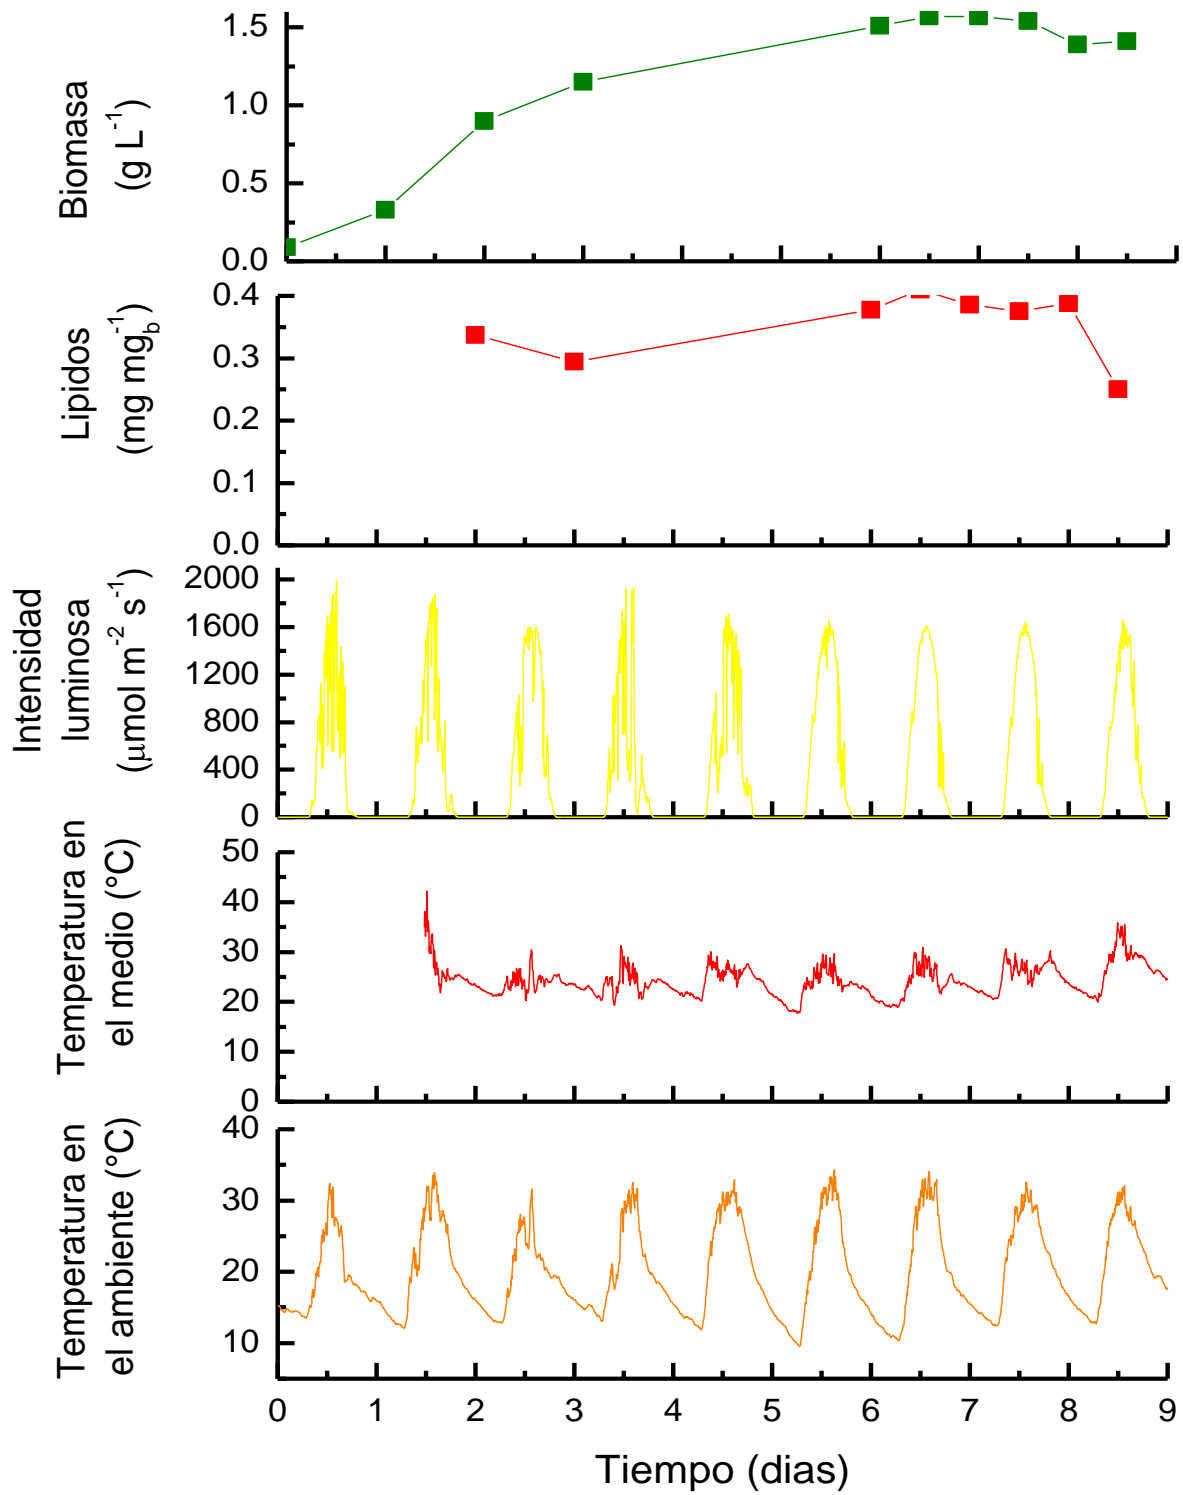 Biomasa
(g L⁻¹)
1.5
1.0
0.5
0.0
Lipidos
(mg mg_b⁻¹)
0.4
0.3
0.2
0.1
0.0
Intensidad
luminosa
(μmol m⁻² s⁻¹)
2000
1600
1200
800
400
0
Temperatura en
el medio (°C)
50
40
30
20
10
0
Temperatura en
el ambiente (°C)
40
30
20
10
0 1 2 3 4 5 6 7 8 9
Tiempo (dias)